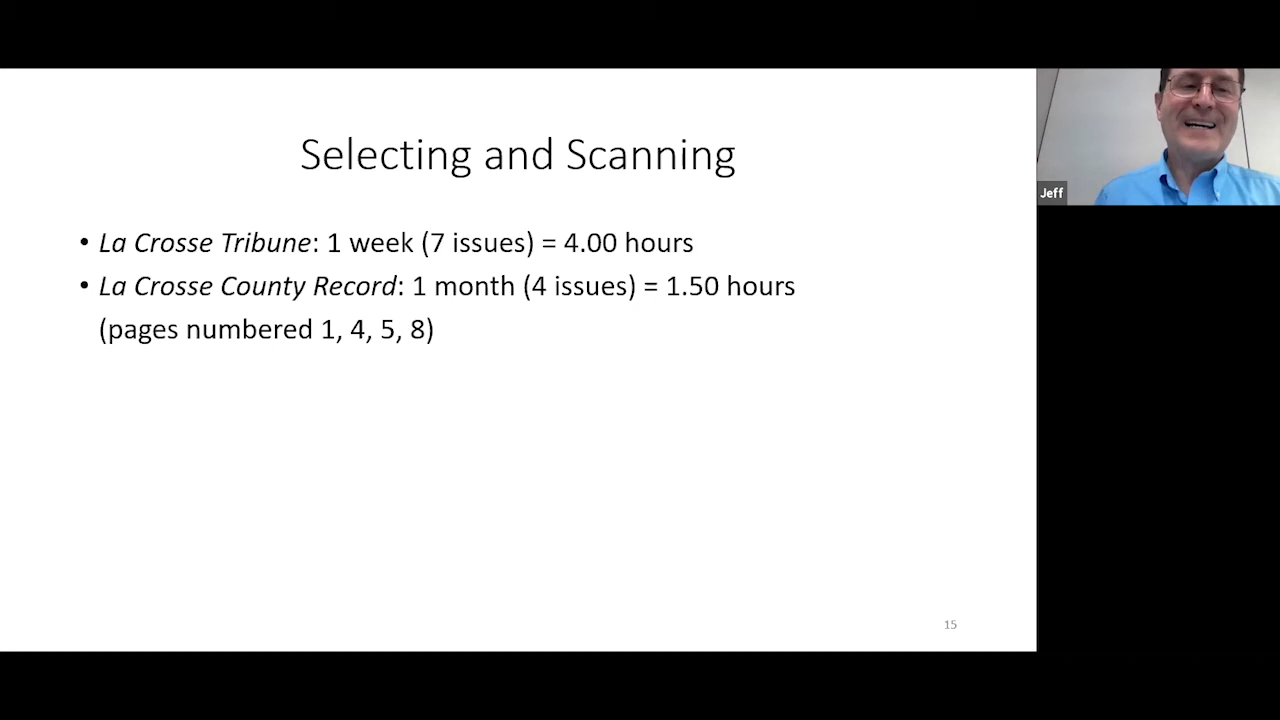 Selecting and Scanning
• La Crosse Tribune: 1 week (7 issues) = 4.00 hours
• La Crosse County Record: 1 month (4 issues) = 1.50 hours
(pages numbered 1, 4, 5, 8)
15
Jeff